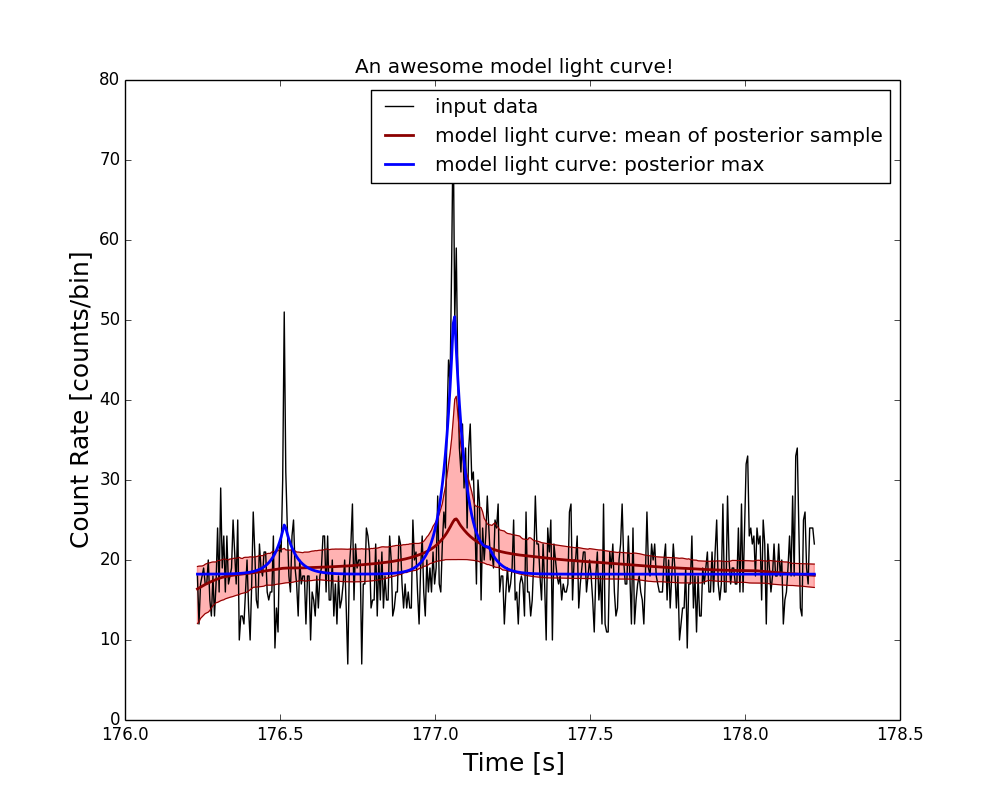 An awesome model light curve!
input data
model light curve: mean of posterior sample
model light curve: posterior max
Count Rate [counts/bin]
80
70
60
50
40
30
20
10
0
176.0 176.5 177.0 177.5 178.0 178.5
Time [s]